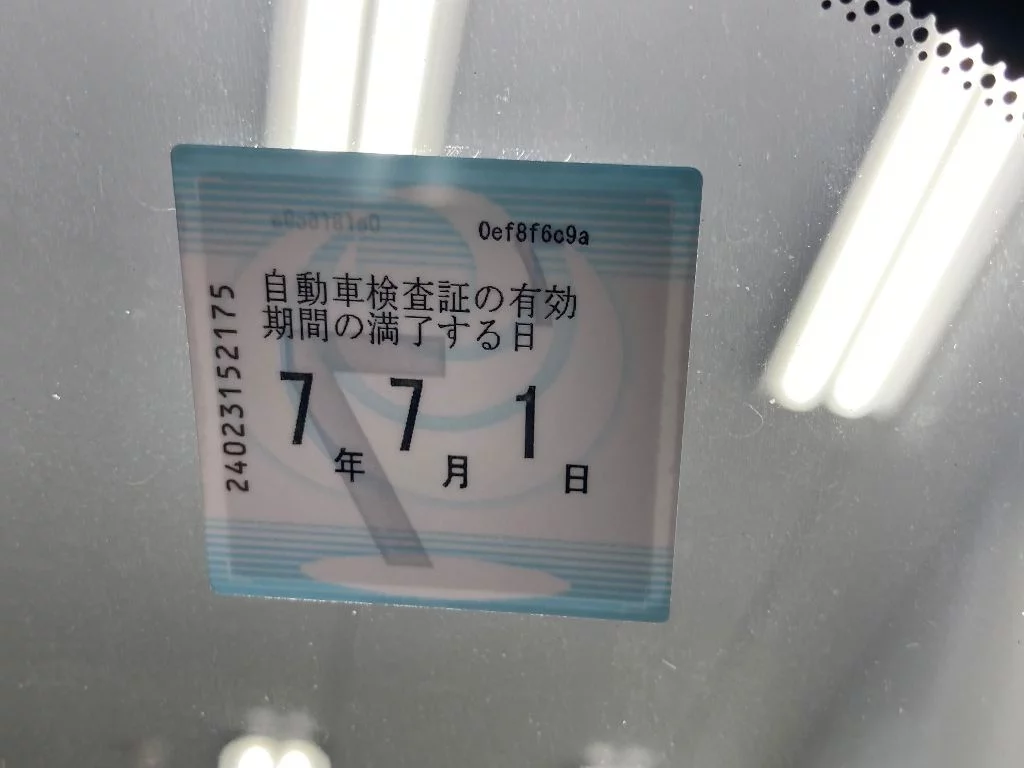 0ef8f6c9a
自動車検査証の有効
期間の満了する日
7年 7月 1日
240231152175